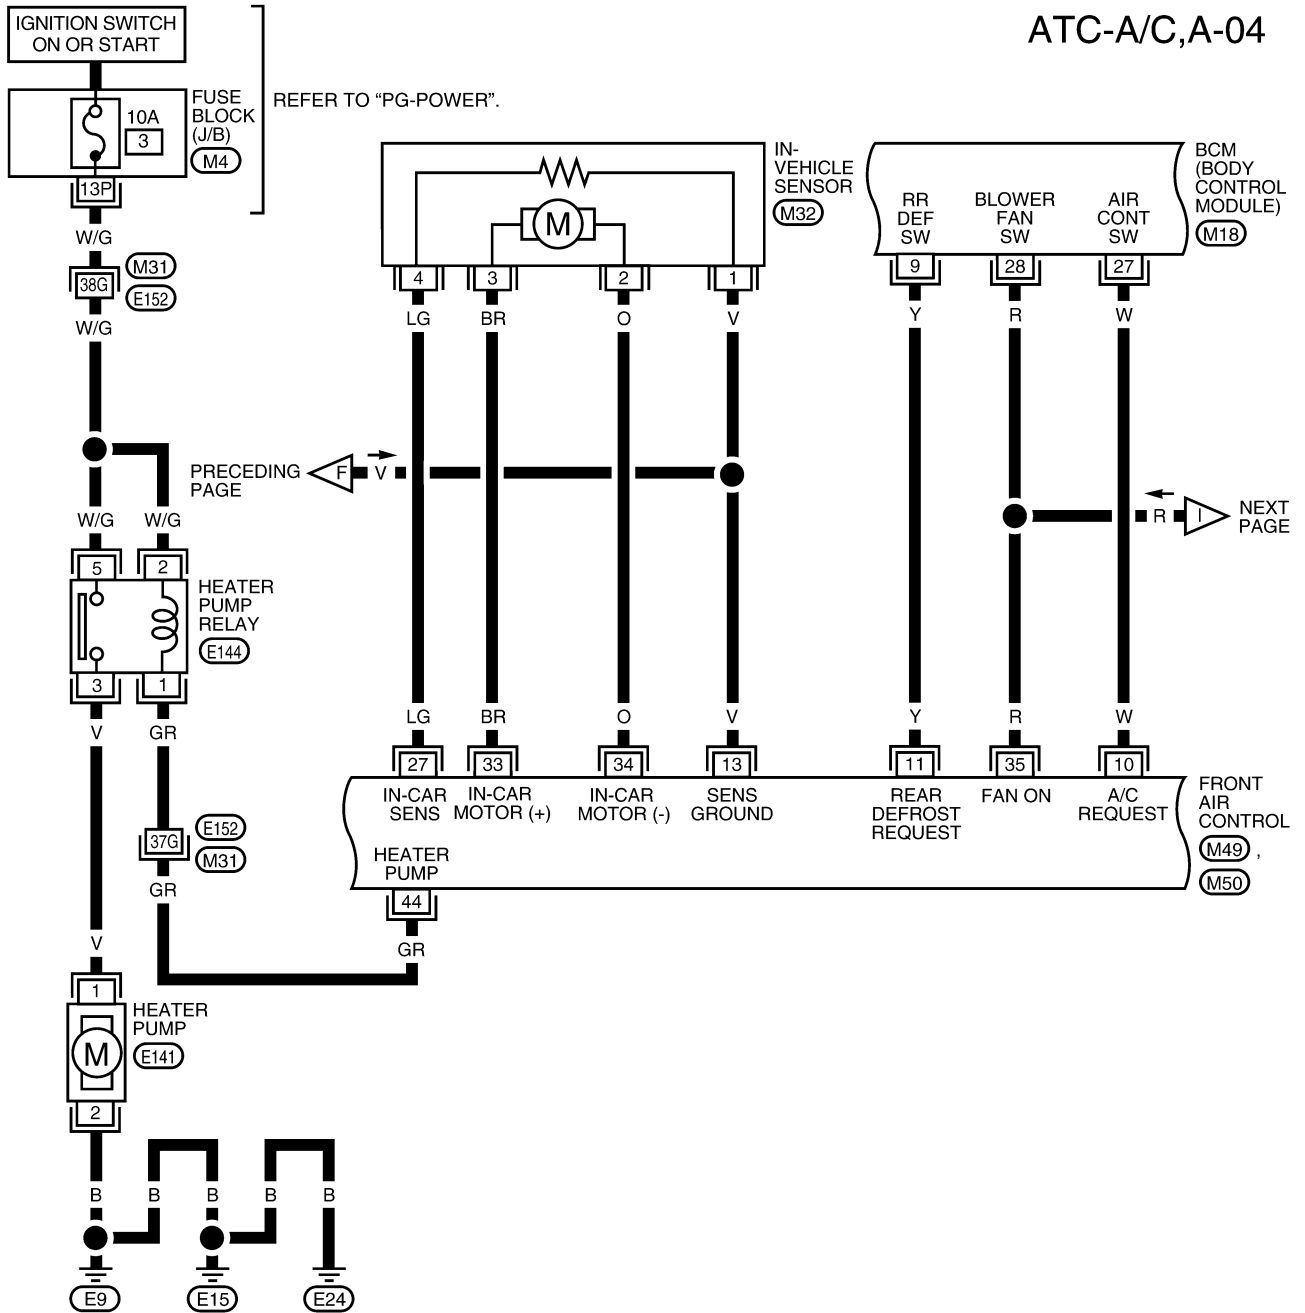 ATC-A/C,A-04
IGNITION SWITCH
ON OR START
FUSE
BLOCK
(J/B)
M4
10A
3
13P
REFER TO “PG-POWER”.
W/G
38G
M31
E152
W/G
W/G
W/G
5
2
HEATER
PUMP
RELAY
E144
3
1
V
GR
37G
E152
M31
GR
V
1
HEATER
PUMP
E141
M
2
B
B
B
B
B
E9
E15
E24
IN-
VEHICLE
SENSOR
M32
M
4
3
2
1
LG
BR
O
V
PRECEDING
PAGE
F
V
LG
BR
O
V
27
33
34
13
IN-CAR
SENS
IN-CAR
MOTOR (+)
IN-CAR
MOTOR (-)
SENS
GROUND
HEATER
PUMP
44
GR
BCM
(BODY
CONTROL
MODULE)
M18
RR
DEF
SW
BLOWER
FAN
SW
AIR
CONT
SW
9
28
27
Y
R
W
R
I
NEXT
PAGE
Y
R
W
11
35
10
REAR
DEFROST
REQUEST
FAN ON
A/C
REQUEST
FRONT
AIR
CONTROL
M49 ,
M50